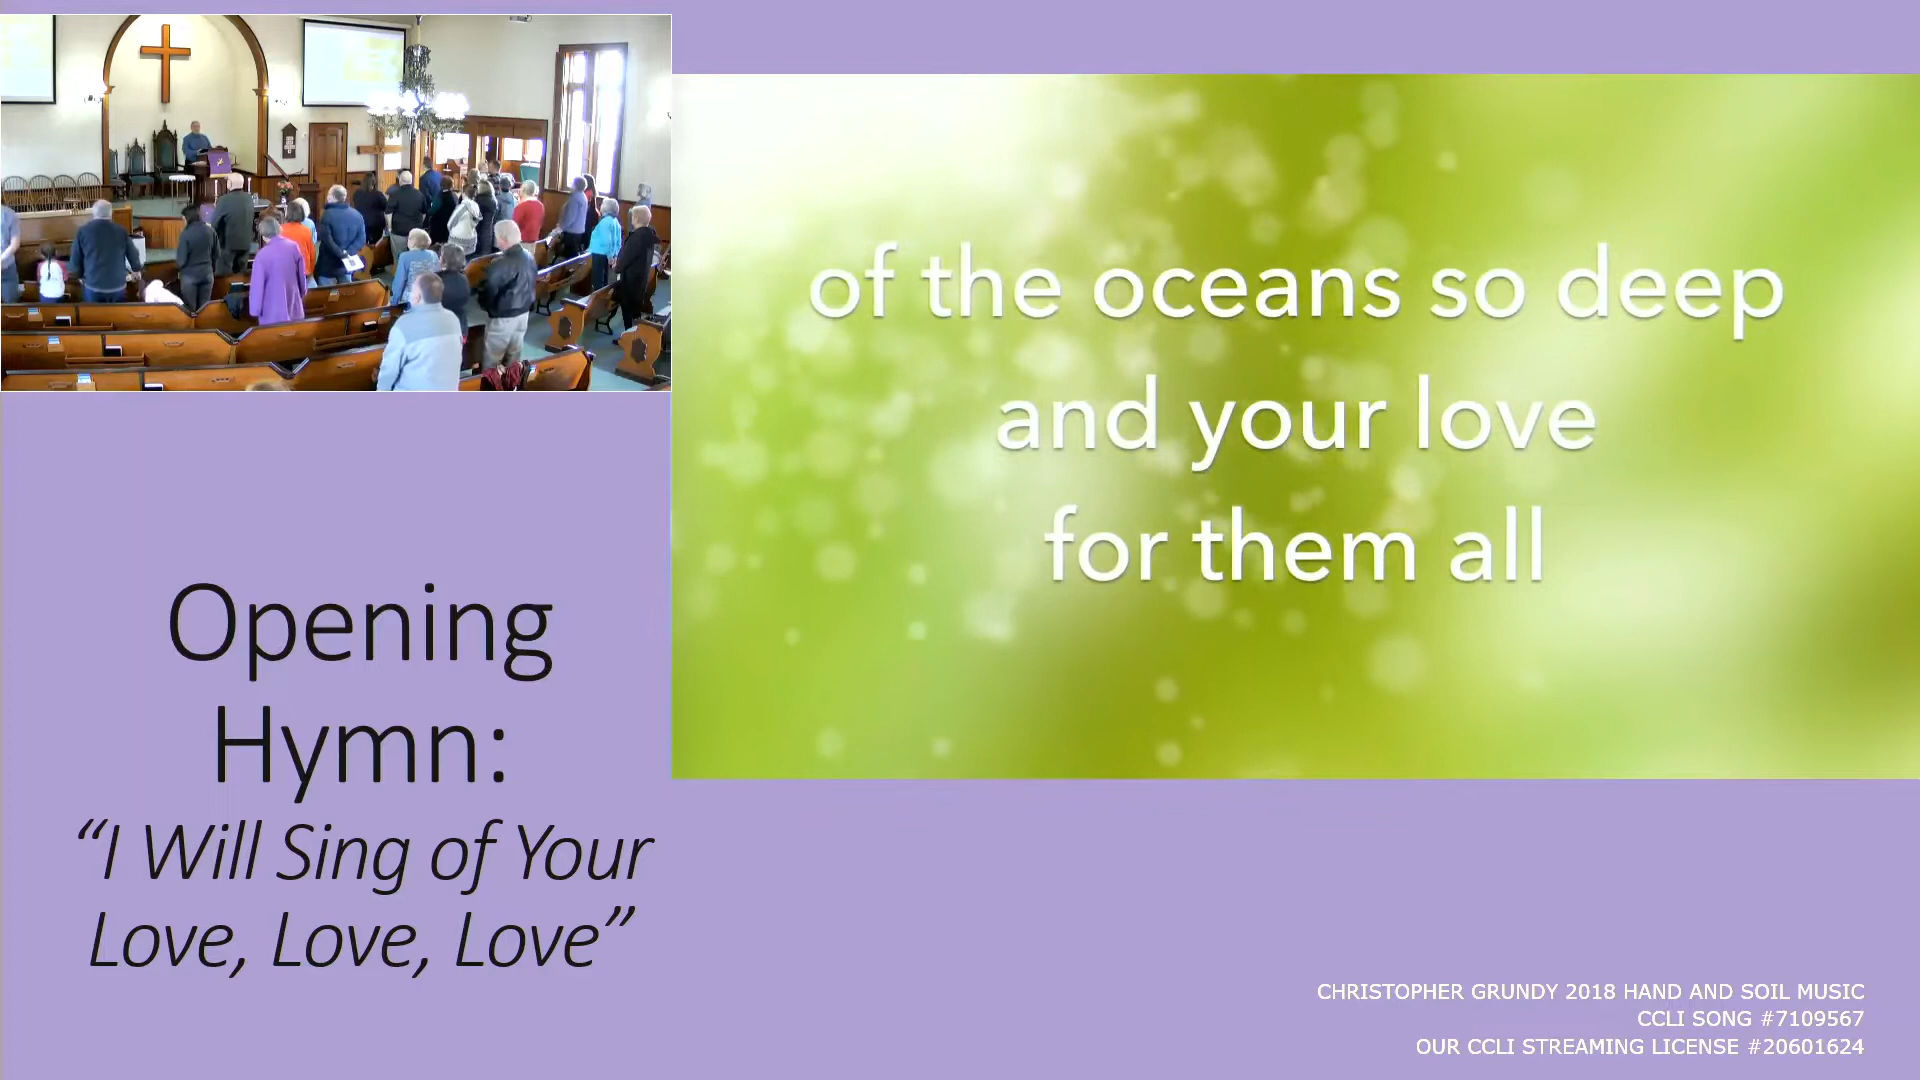 of the oceans so deep
and your love
for them all
Opening
Hymn:
“I Will Sing of Your
Love, Love, Love”
CHRISTOPHER GRUNDY 2018 HAND AND SOIL MUSIC
CCLI SONG #7109567
OUR CCLI STREAMING LICENSE #20601624